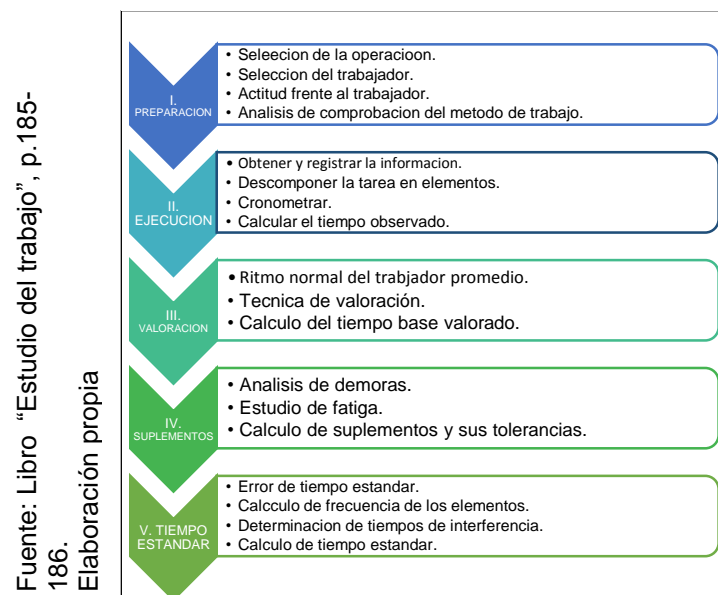 Fuente: Libro “Estudio del trabajo”, p.185-
186.
Elaboración propia
I.
PREPARACION
• Seleecion de la operacioon.
• Seleccion del trabajador.
• Actitud frente al trabajador.
• Analisis de comprobacion del metodo de trabajo.
II.
EJECUCION
• Obtener y registrar la informacion.
• Descomponer la tarea en elementos.
• Cronometrar.
• Calcular el tiempo observado.
III.
VALORACION
• Ritmo normal del trabjador promedio.
• Tecnica de valoración.
• Calculo del tiempo base valorado.
IV.
SUPLEMENTOS
• Analisis de demoras.
• Estudio de fatiga.
• Calculo de suplementos y sus tolerancias.
V. TIEMPO
ESTANDAR
• Error de tiempo estandar.
• Calcculo de frecuencia de los elementos.
• Determinacion de tiempos de interferencia.
• Calculo de tiempo estandar.